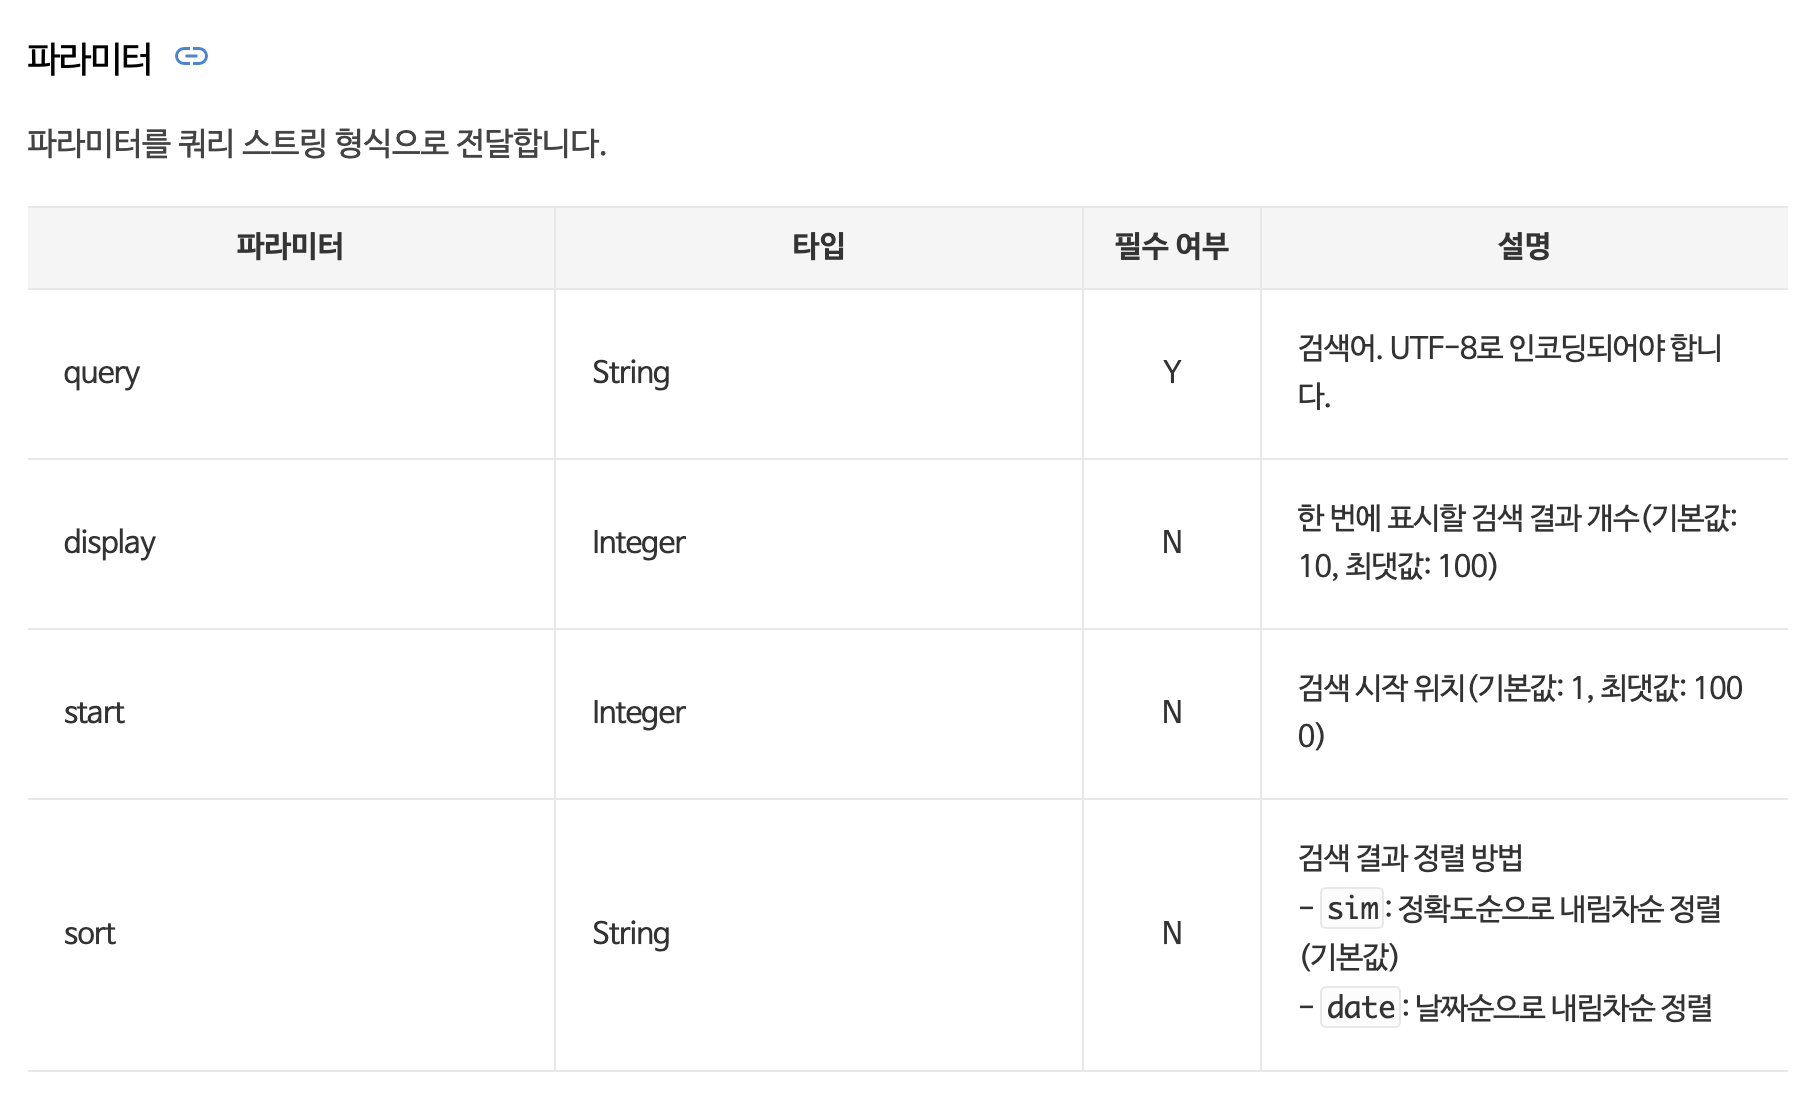 파라미터
파라미터를 쿼리 스트링 형식으로 전달합니다.
파라미터 타입 필수 여부 설명
query String Y 검색어. UTF-8로 인코딩되어야 합니
다.
display Integer N 한 번에 표시할 검색 결과 개수(기본값:
10, 최댓값: 100)
start Integer N 검색 시작 위치(기본값: 1, 최댓값: 100
0)
sort String N 검색 결과 정렬 방법
- sim: 정확도순으로 내림차순 정렬
(기본값)
- date: 날짜순으로 내림차순 정렬